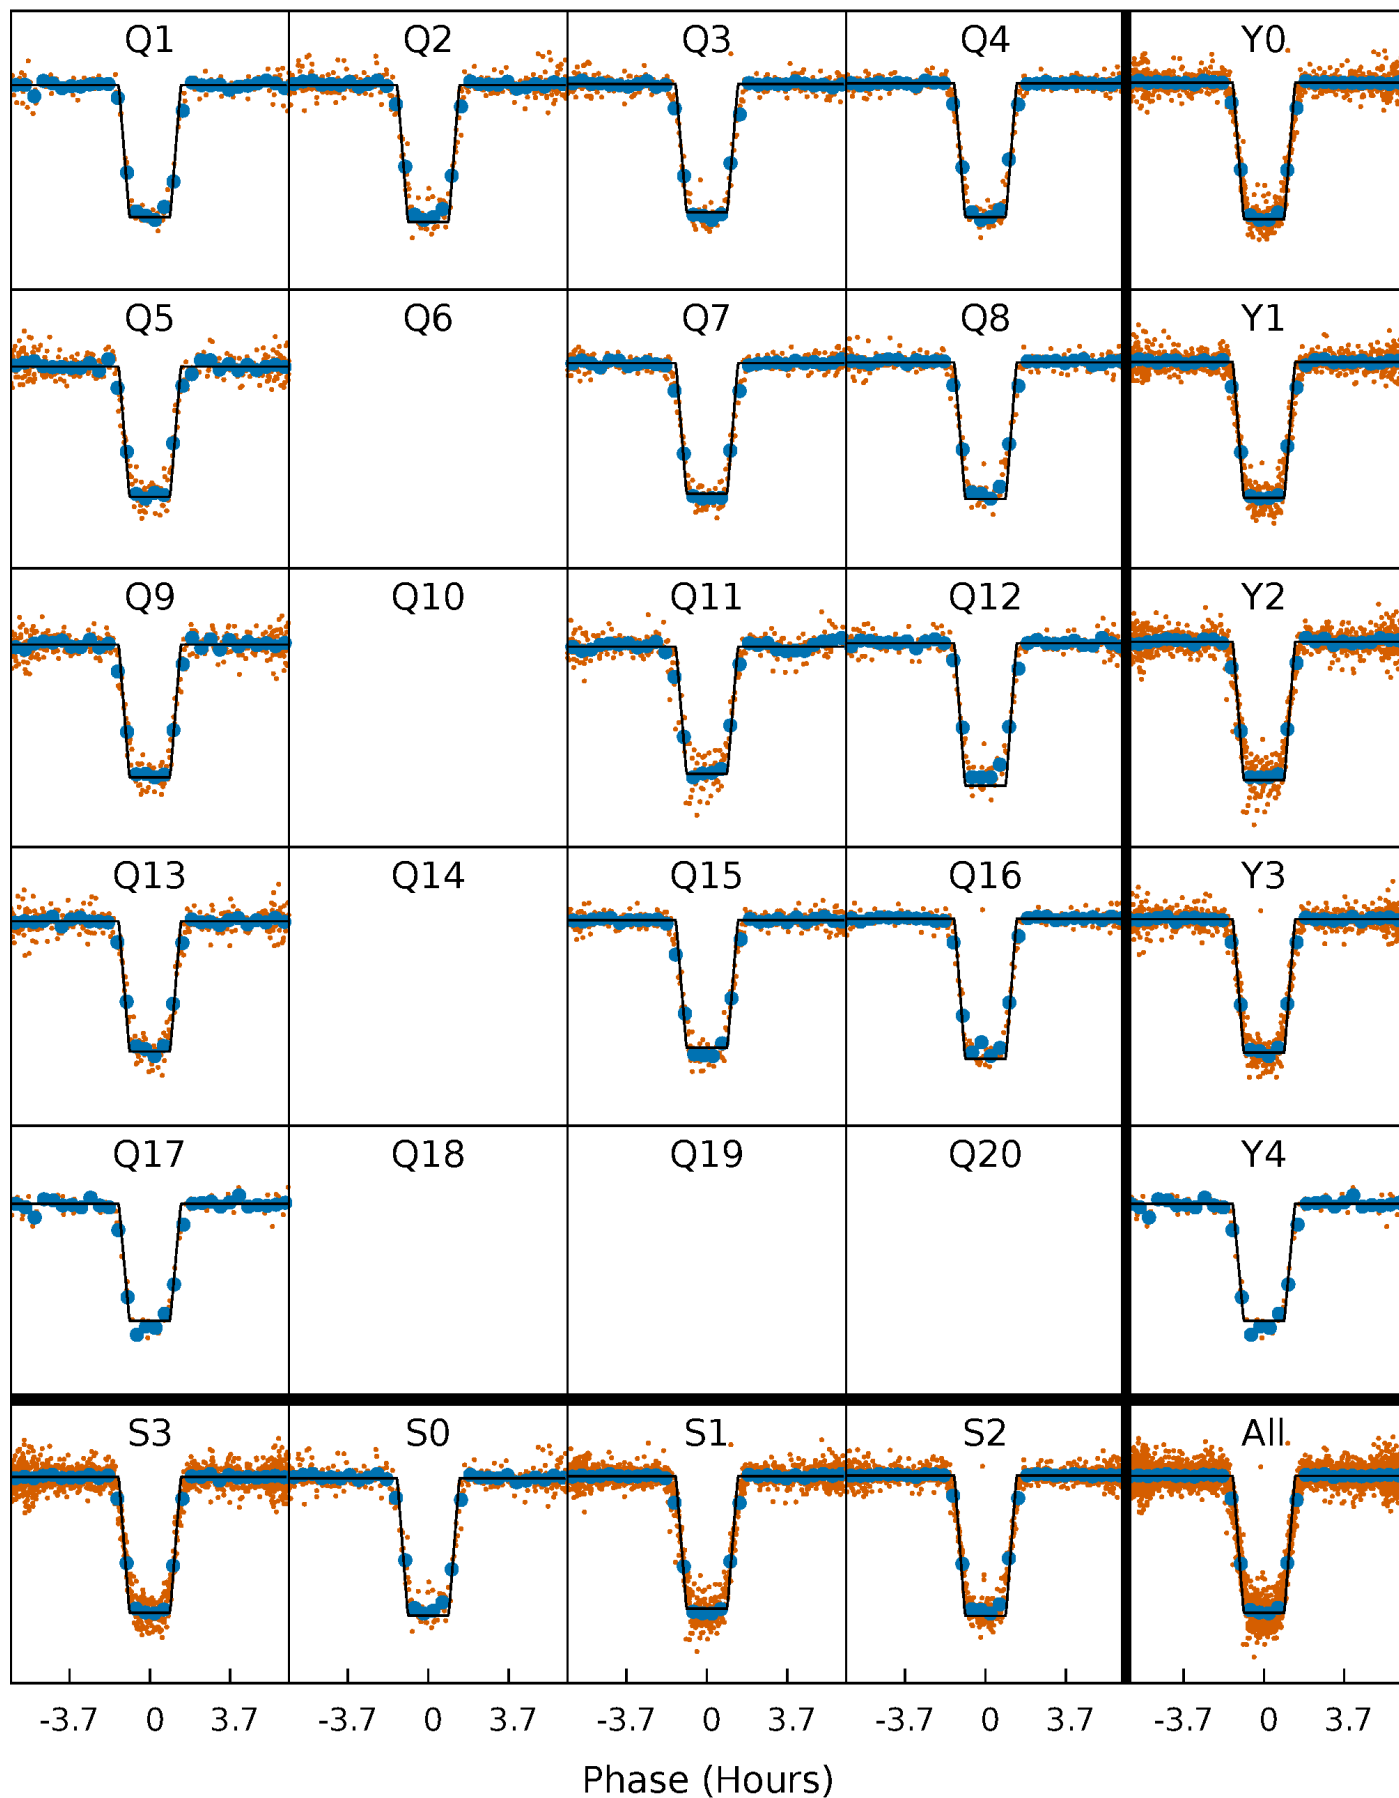 Q1 Q2 Q3 Q4 Y0
Q5 Q6 Q7 Q8 Y1
Q9 Q10 Q11 Q12 Y2
Q13 Q14 Q15 Q16 Y3
Q17 Q18 Q19 Q20 Y4
S3 S0 S1 S2 All
-3.7 0 3.7 -3.7 0 3.7 -3.7 0 3.7 -3.7 0 3.7 -3.7 0 3.7
Phase (Hours)